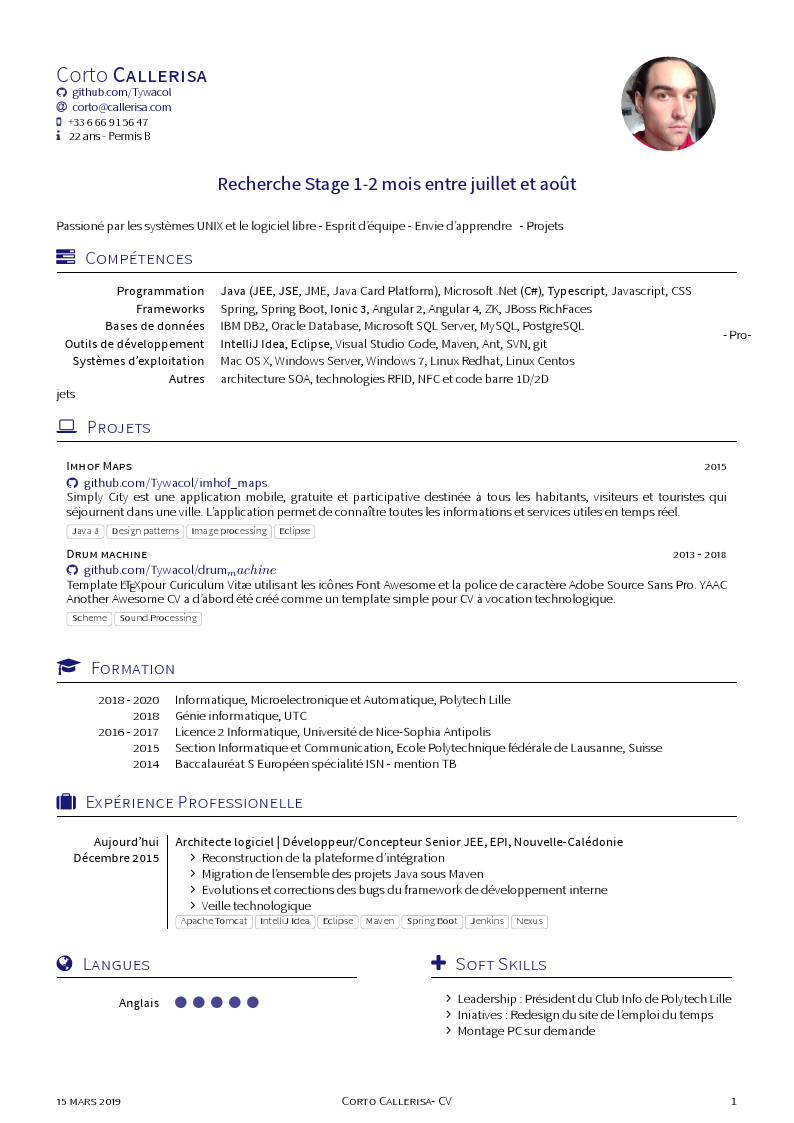 Corto CALLERISA
github.com/Tywacol
corto@callerisa.com
+33 6 66 91 56 47
22 ans - Permis B
Recherche Stage 1-2 mois entre juillet et août
Passioné par les systèmes UNIX et le logiciel libre - Esprit d'équipe - Envie d'apprendre - Projets
COMPÉTENCES
Programmation Java (JEE, JSE, JME, Java Card Platform), Microsoft .Net (C#), Typescript, Javascript, CSS
Frameworks Spring, Spring Boot, Ionic 3, Angular 2, Angular 4, ZK, JBoss RichFaces
Bases de données IBM DB2, Oracle Database, Microsoft SQL Server, MySQL, PostgreSQL
- Pro-
Outils de développement IntelliJ Idea, Eclipse, Visual Studio Code, Maven, Ant, SVN, git
Systèmes d'exploitation Mac OS X, Windows Server, Windows 7, Linux Redhat, Linux Centos
Autres architecture SOA, technologies RFID, NFC et code barre 1D/2D
jets
PROJETS
IMHOF MAPS 2015
github.com/Tywacol/imhof_maps
Simply City est une application mobile, gratuite et participative destinée à tous les habitants, visiteurs et touristes qui
séjournent dans une ville. L'application permet de connaître toutes les informations et services utiles en temps réel.
Java 8 Design patterns Image processing Eclipse
DRUM MACHINE 2013 - 2018
github.com/Tywacol/drummachine
Template LaTeXpour Curiculum Vitæ utilisant les icônes Font Awesome et la police de caractère Adobe Source Sans Pro. YAAC
Another Awesome CV a d'abord été créé comme un template simple pour CV à vocation technologique.
Scheme Sound Processing
FORMATION
2018 - 2020 Informatique, Microelectronique et Automatique, Polytech Lille
2018 Génie informatique, UTC
2016 - 2017 Licence 2 Informatique, Université de Nice-Sophia Antipolis
2015 Section Informatique et Communication, Ecole Polytechnique fédérale de Lausanne, Suisse
2014 Baccalauréat S Européen spécialité ISN - mention TB
EXPÉRIENCE PROFESSIONELLE
Aujourd'hui Architecte logiciel | Développeur/Concepteur Senior JEE, EPI, Nouvelle-Calédonie
Décembre 2015 Reconstruction de la plateforme d'intégration
Migration de l'ensemble des projets Java sous Maven
Evolutions et corrections des bugs du framework de développement interne
Veille technologique
Apache Tomcat IntelliJ Idea Eclipse Maven Spring Boot Jenkins Nexus
LANGUES
Anglais
SOFT SKILLS
Leadership : Président du Club Info de Polytech Lille
Iniatives : Redesign du site de l'emploi du temps
Montage PC sur demande
15 MARS 2019 CORTO CALLERISA- CV 1